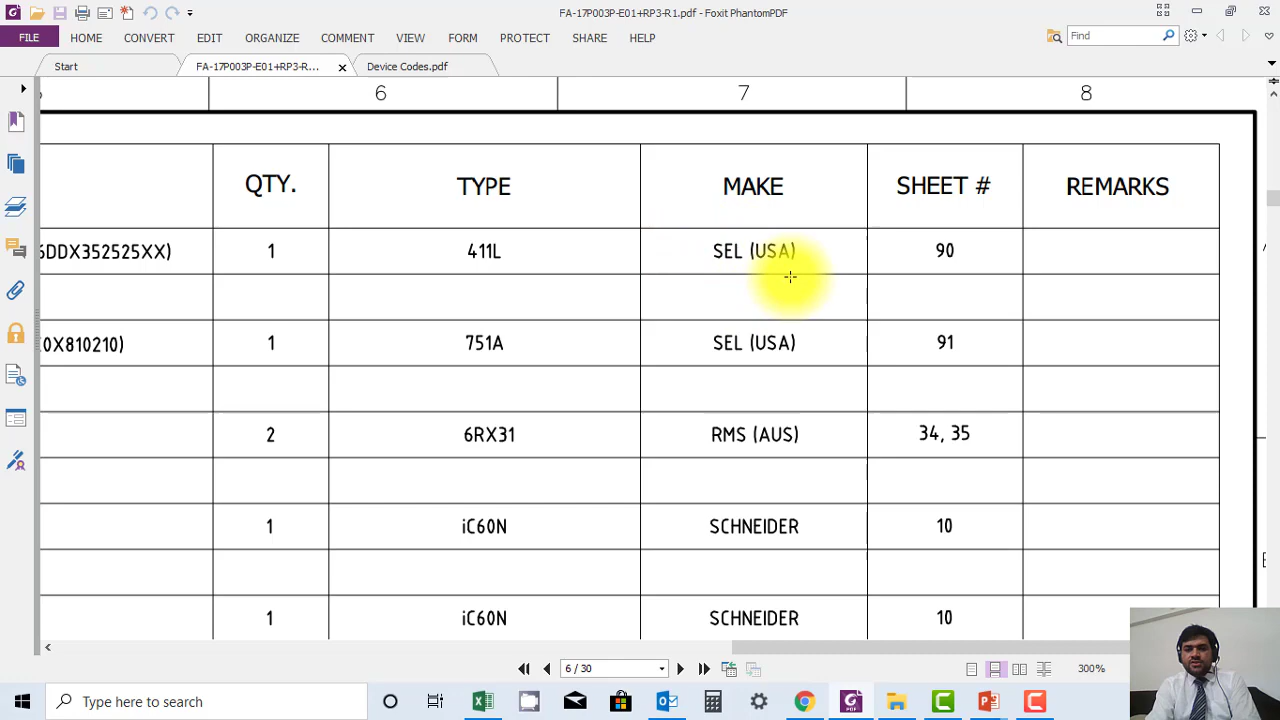 FA-17P003P-E01+RP3-R1.pdf - Foxit PhantomPDF
FILE HOME CONVERT EDIT ORGANIZE COMMENT VIEW FORM PROTECT SHARE HELP
Find
Start FA-17P003P-E01+RP3-R... Device Codes.pdf
6 7 8
QTY. TYPE MAKE SHEET # REMARKS
6DDX352525XX) 1 411L SEL (USA) 90
0X810210) 1 751A SEL (USA) 91
2 6RX31 RMS (AUS) 34, 35
1 iC60N SCHNEIDER 10
1 iC60N SCHNEIDER 10
6 / 30
300%
Type here to search